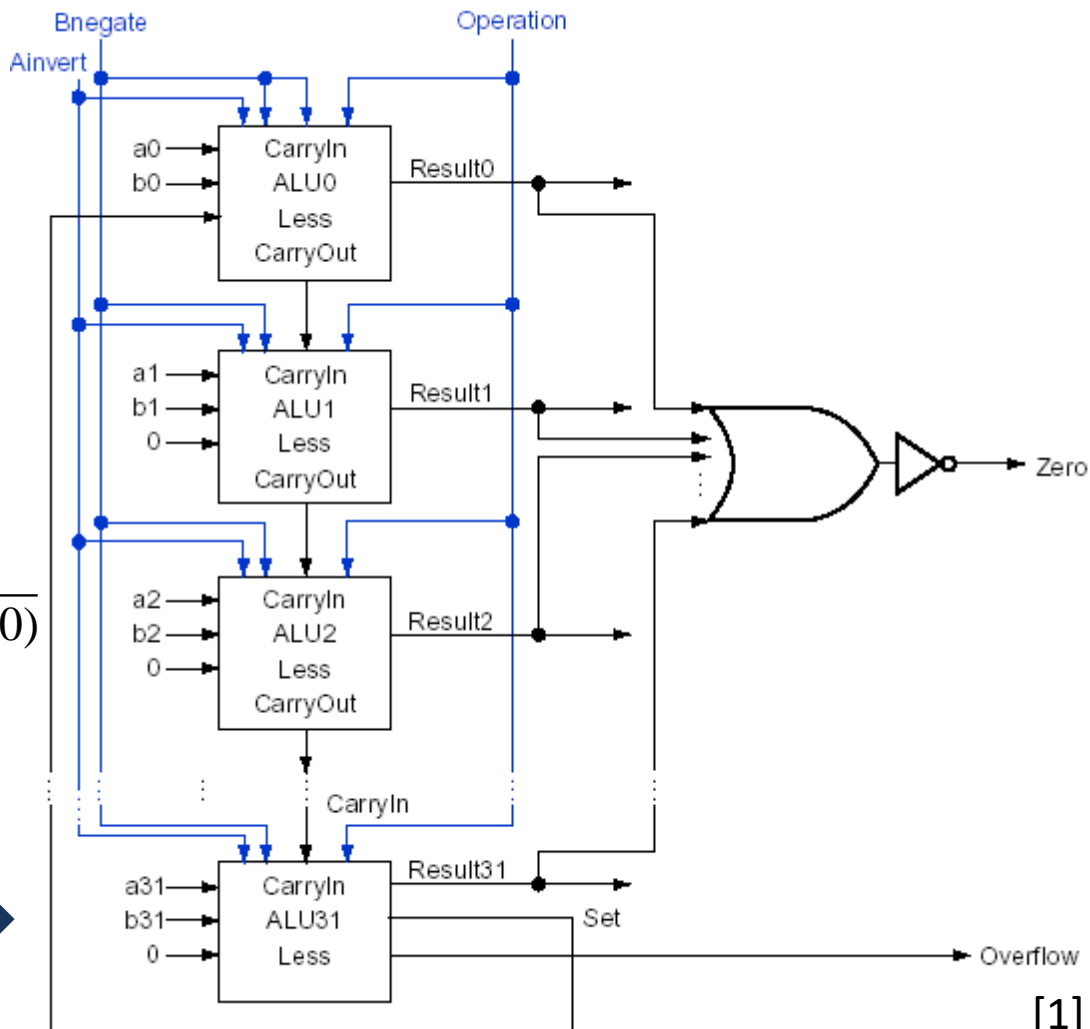 Bnegate
Operation
Ainvert
a0
b0
CarryIn
ALU0
Less
CarryOut
Result0
a1
b1
0
CarryIn
ALU1
Less
CarryOut
Result1
Zero
0)
a2
b2
0
CarryIn
ALU2
Less
CarryOut
Result2
CarryIn
a31
b31
0
CarryIn
ALU31
Less
Result31
Set
Overflow
[1]